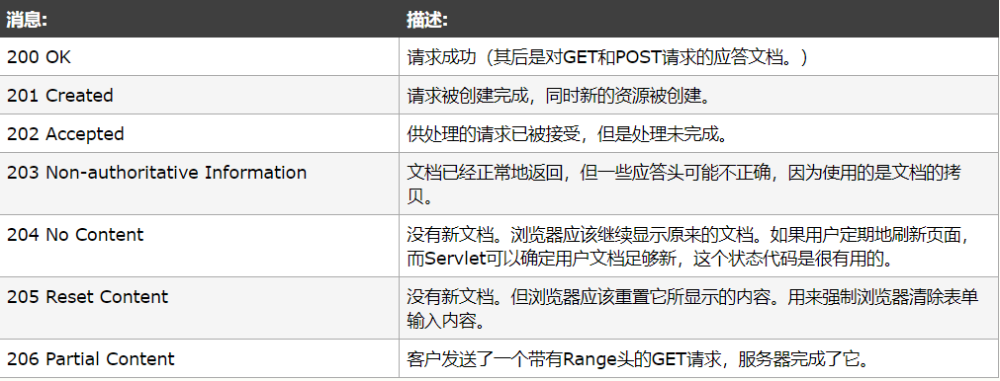 消息: 描述:
200 OK 请求成功（其后是对GET和POST请求的应答文档。）
201 Created 请求被创建完成，同时新的资源被创建。
202 Accepted 供处理的请求已被接受，但是处理未完成。
203 Non-authoritative Information 文档已经正常地返回，但一些应答头可能不正确，因为使用的是文档的拷
贝。
204 No Content 没有新文档。浏览器应该继续显示原来的文档。如果用户定期地刷新页面，
而Servlet可以确定用户文档足够新，这个状态代码是很有用的。
205 Reset Content 没有新文档。但浏览器应该重置它所显示的内容。用来强制浏览器清除表单
输入内容。
206 Partial Content 客户发送了一个带有Range头的GET请求，服务器完成了它。